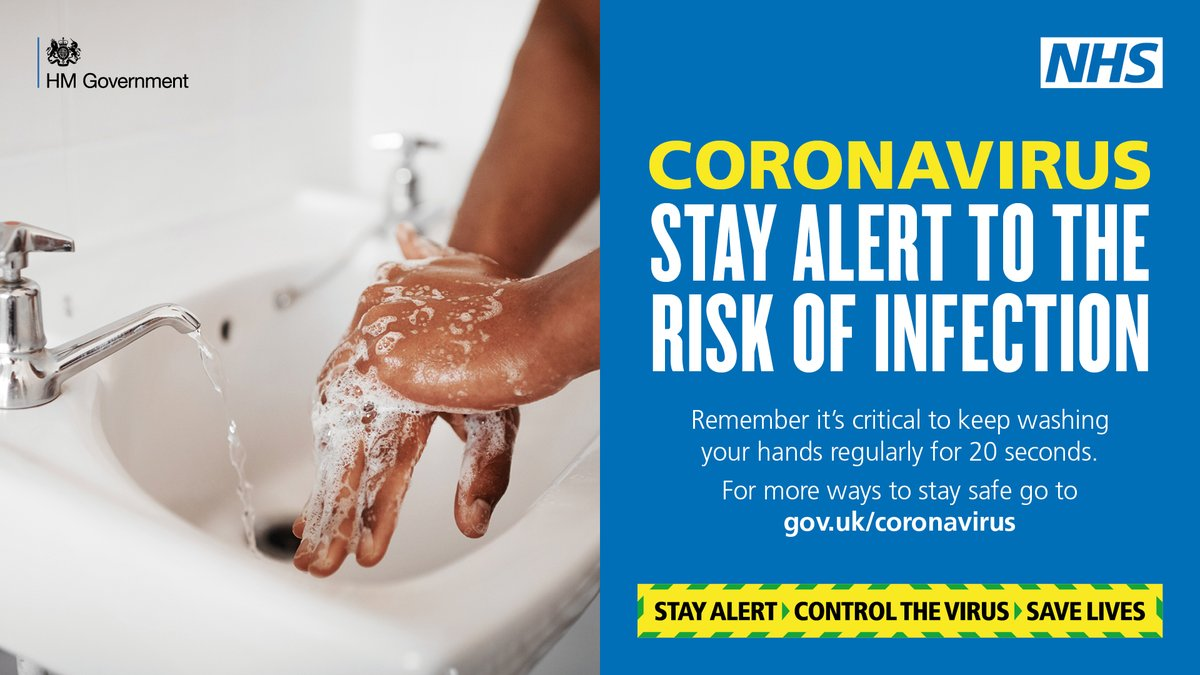 HM Government
NHS
CORONAVIRUS
STAY ALERT TO THE
RISK OF INFECTION
Remember it’s critical to keep washing
your hands regularly for 20 seconds.
For more ways to stay safe go to
gov.uk/coronavirus
STAY ALERT CONTROL THE VIRUS SAVE LIVES